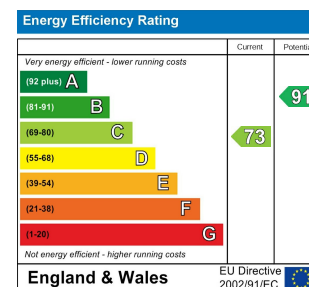 Energy Efficiency Rating
Current
Very energy efficient - lower running costs
(92 plus) A
(81-91) B
91
(69-80) C
73
(55-68) D
(39-54) E
(21-38) F
(1-20) G
Not energy efficient - higher running costs
England & Wales
EU Directive
2002/91/EC